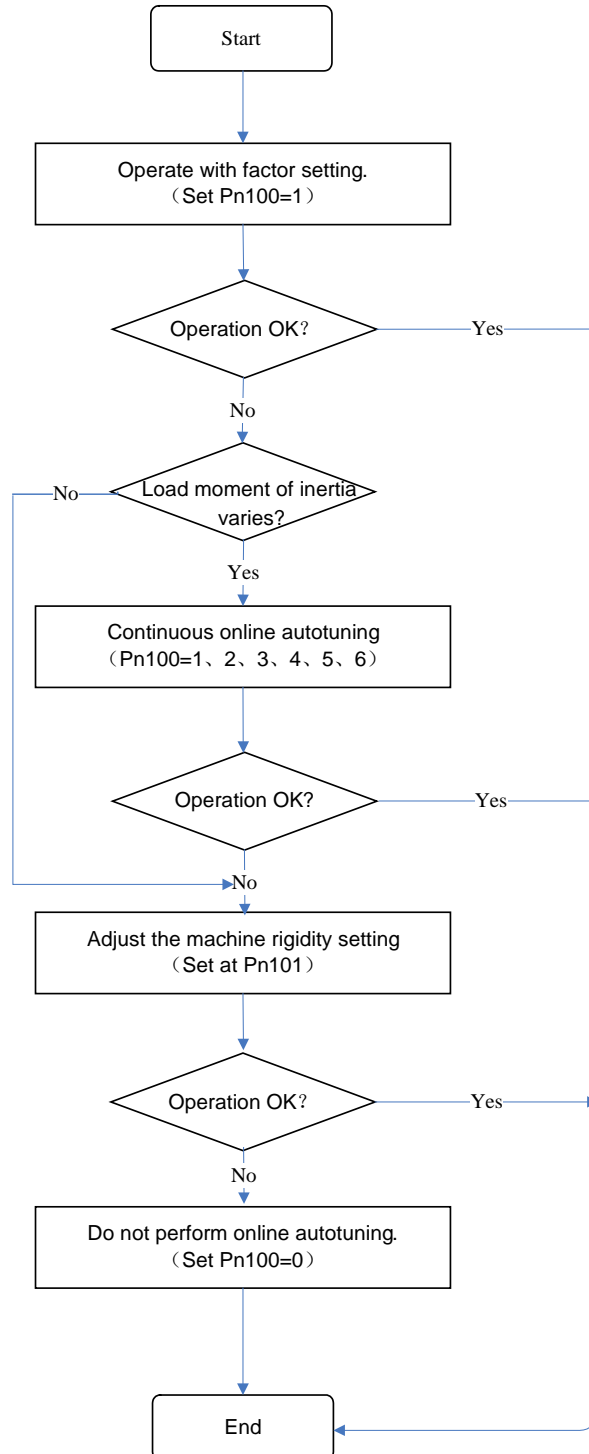 Start
Operate with factor setting.
（Set Pn100=1）
Operation OK?
Yes
No
Load moment of inertia
varies?
No
Yes
Continuous online autotuning
（Pn100=1、2、3、4、5、6）
Operation OK?
Yes
No
Adjust the machine rigidity setting
（Set at Pn101）
Operation OK?
Yes
No
Do not perform online autotuning.
（Set Pn100=0）
End